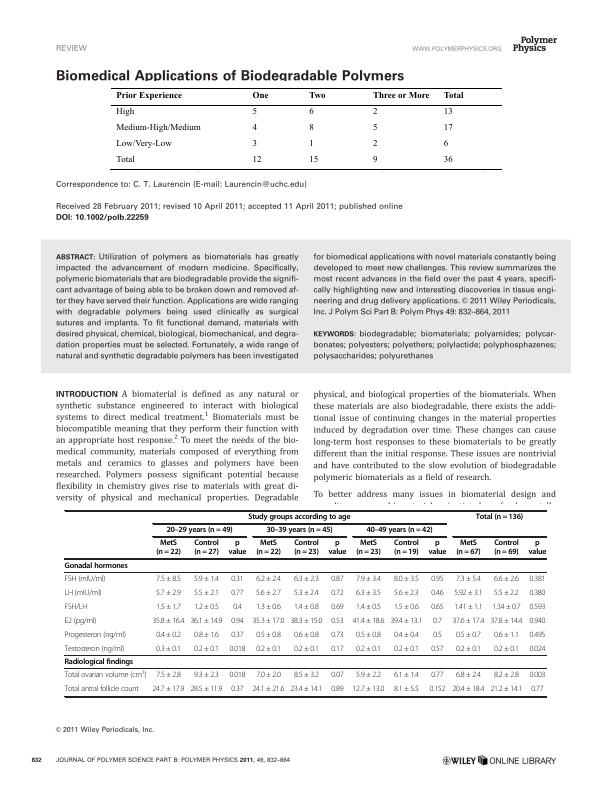 REVIEW
WWW.POLYMERPHYSICS.ORG
Polymer
Physics
Biomedical Applications of Biodegradable Polymers
Prior Experience One Two Three or More Total
High 5 6 2 13
Medium-High/Medium 4 8 5 17
Low/Very-Low 3 1 2 6
Total 12 15 9 36
Correspondence to: C. T. Laurencin (E-mail: Laurencin@uchc.edu)
Received 28 February 2011; revised 10 April 2011; accepted 11 April 2011; published online
DOI: 10.1002/polb.22259
ABSTRACT: Utilization of polymers as biomaterials has greatly
impacted the advancement of modern medicine. Specifically,
polymeric biomaterials that are biodegradable provide the signifi-
cant advantage of being able to be broken down and removed af-
ter they have served their function. Applications are wide ranging
with degradable polymers being used clinically as surgical
sutures and implants. To fit functional demand, materials with
desired physical, chemical, biological, biomechanical, and degra-
dation properties must be selected. Fortunately, a wide range of
natural and synthetic degradable polymers has been investigated
for biomedical applications with novel materials constantly being
developed to meet new challenges. This review summarizes the
most recent advances in the field over the past 4 years, specifi-
cally highlighting new and interesting discoveries in tissue engi-
neering and drug delivery applications. © 2011 Wiley Periodicals,
Inc. J Polym Sci Part B: Polym Phys 49: 832–864, 2011
KEYWORDS: biodegradable; biomaterials; polyamides; polycar-
bonates; polyesters; polyethers; polylactide; polyphosphazenes;
polysaccharides; polyurethanes
INTRODUCTION A biomaterial is defined as any natural or
synthetic substance engineered to interact with biological
systems to direct medical treatment.1 Biomaterials must be
biocompatible meaning that they perform their function with
an appropriate host response.2 To meet the needs of the bio-
medical community, materials composed of everything from
metals and ceramics to glasses and polymers have been
researched. Polymers possess significant potential because
flexibility in chemistry gives rise to materials with great di-
versity of physical and mechanical properties. Degradable
physical, and biological properties of the biomaterials. When
these materials are also biodegradable, there exists the addi-
tional issue of continuing changes in the material properties
induced by degradation over time. These changes can cause
long-term host responses to these biomaterials to be greatly
different than the initial response. These issues are nontrivial
and have contributed to the slow evolution of biodegradable
polymeric biomaterials as a field of research.
To better address many issues in biomaterial design and
Study groups according to age Total (n = 136)
20–29 years (n = 49) 30–39 years (n = 45) 40–49 years (n = 42)
MetS Control p MetS Control p MetS Control p MetS Control p
(n = 22) (n = 27) value (n = 22) (n = 23) value (n = 23) (n = 19) value (n = 67) (n = 69) value
Gonadal hormones
FSH (mIU/ml) 7.5 ± 8.5 5.9 ± 1.4 0.31 6.2 ± 2.4 6.3 ± 2.3 0.87 7.9 ± 3.4 8.0 ± 3.5 0.95 7.3 ± 5.4 6.6 ± 2.6 0.381
LH (mIU/ml) 5.7 ± 2.9 5.5 ± 2.1 0.77 5.6 ± 2.7 5.3 ± 2.4 0.72 6.3 ± 3.5 5.6 ± 2.3 0.46 5.92 ± 3.1 5.5 ± 2.2 0.380
FSH/LH 1.5 ± 1.7 1.2 ± 0.5 0.4 1.3 ± 0.6 1.4 ± 0.8 0.69 1.4 ± 0.5 1.5 ± 0.6 0.65 1.41 ± 1.1 1.34 ± 0.7 0.593
E2 (pg/ml) 35.8 ± 16.4 36.1 ± 14.9 0.94 35.3 ± 17.0 38.3 ± 15.0 0.53 41.4 ± 18.6 39.4 ± 13.1 0.7 37.6 ± 17.4 37.8 ± 14.4 0.940
Progesteron (ng/ml) 0.4 ± 0.2 0.8 ± 1.6 0.37 0.5 ± 0.8 0.6 ± 0.8 0.73 0.5 ± 0.8 0.4 ± 0.4 0.5 0.5 ± 0.7 0.6 ± 1.1 0.495
Testosteron (ng/ml) 0.3 ± 0.1 0.2 ± 0.1 0.018 0.2 ± 0.1 0.2 ± 0.1 0.017 0.2 ± 0.1 0.2 ± 0.1 0.57 0.2 ± 0.1 0.2 ± 0.1 0.024
Radiological findings
Total ovarian volume (cm3) 7.5 ± 2.8 9.3 ± 2.3 0.018 7.0 ± 2.0 8.5 ± 3.2 0.07 5.9 ± 2.2 6.1 ± 1.4 0.77 6.8 ± 2.4 8.2 ± 2.8 0.003
Total antral follicle count 24.7 ± 17.9 28.5 ± 11.9 0.37 24.1 ± 21.6 23.4 ± 14.1 0.89 12.7 ± 13.0 8.1 ± 5.5 0.152 20.4 ± 18.4 21.2 ± 14.1 0.77
© 2011 Wiley Periodicals, Inc.
832 JOURNAL OF POLYMER SCIENCE PART B: POLYMER PHYSICS 2011, 49, 832–864
WILEY ONLINE LIBRARY